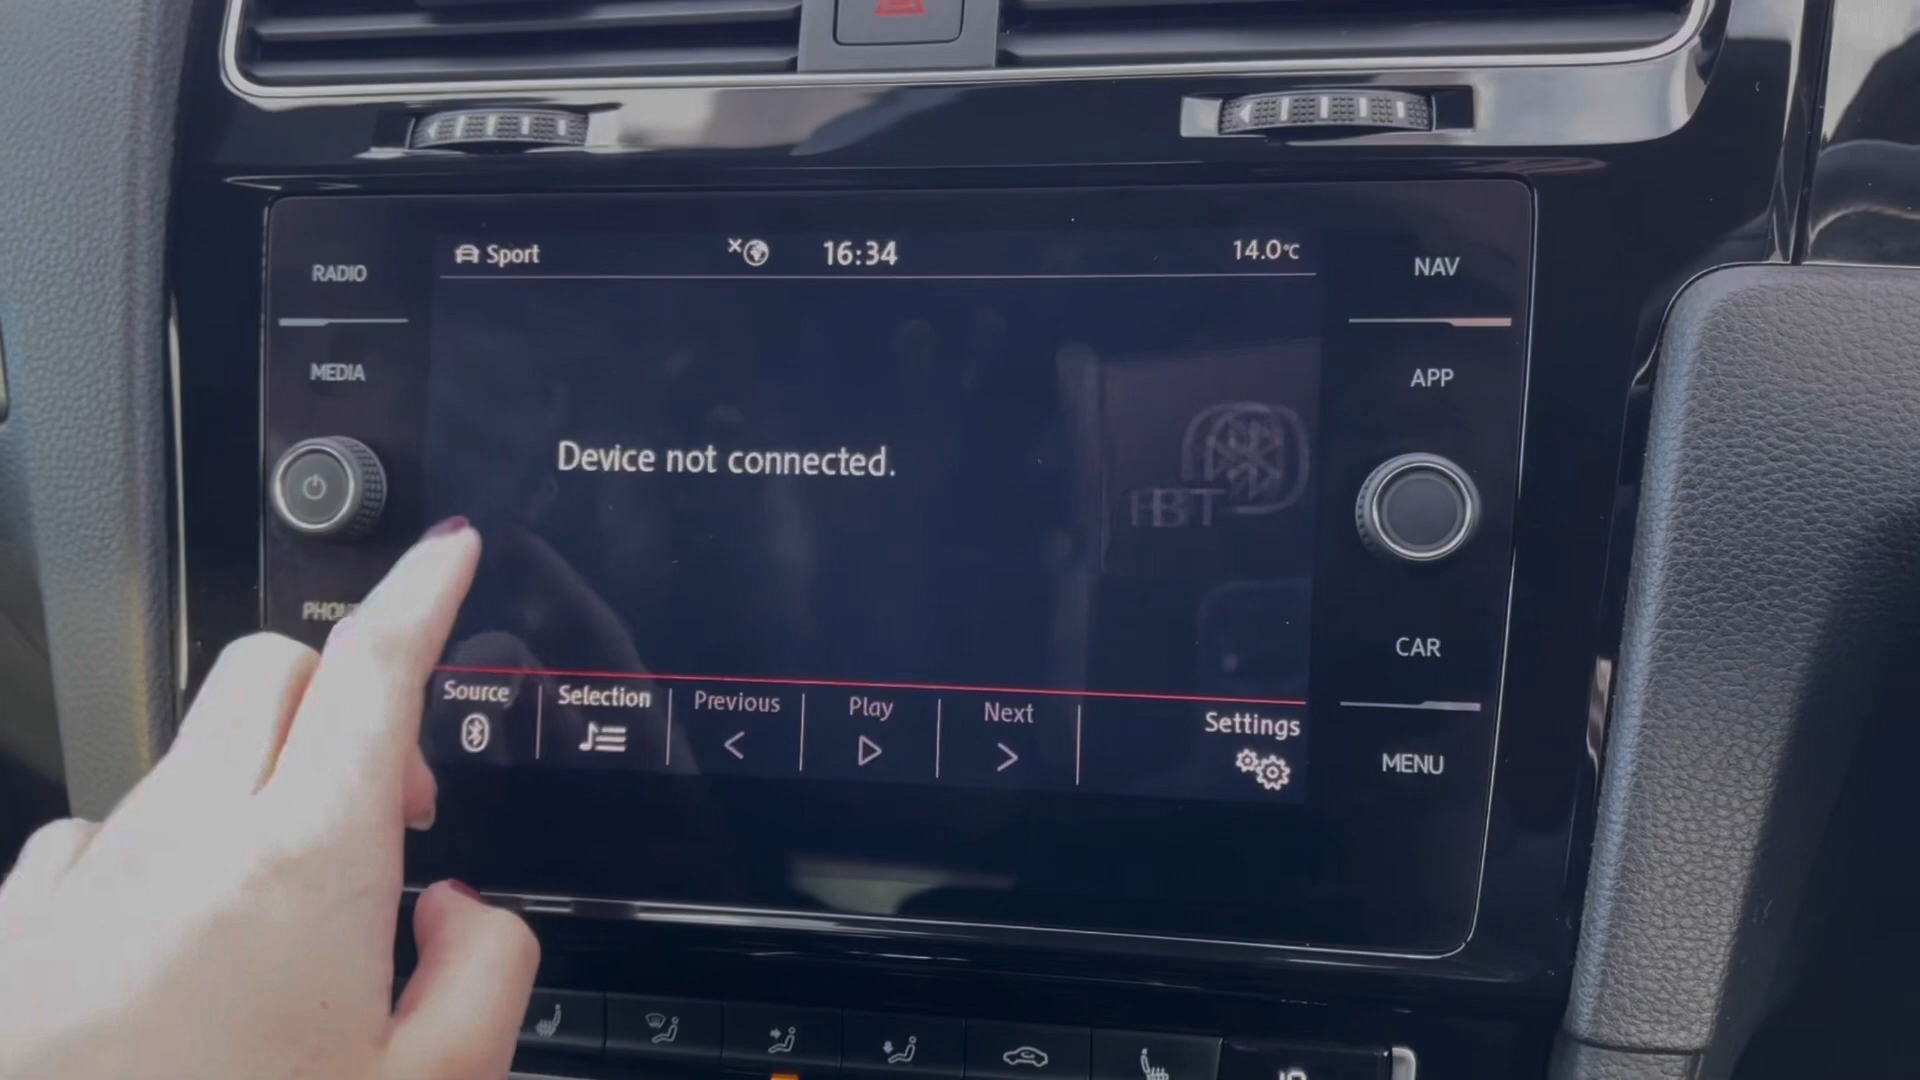 Sport
16:34
14.0°C
RADIO
NAV
MEDIA
APP
Device not connected.
CAR
Source
Selection
Previous
Play
Next
Settings
MENU